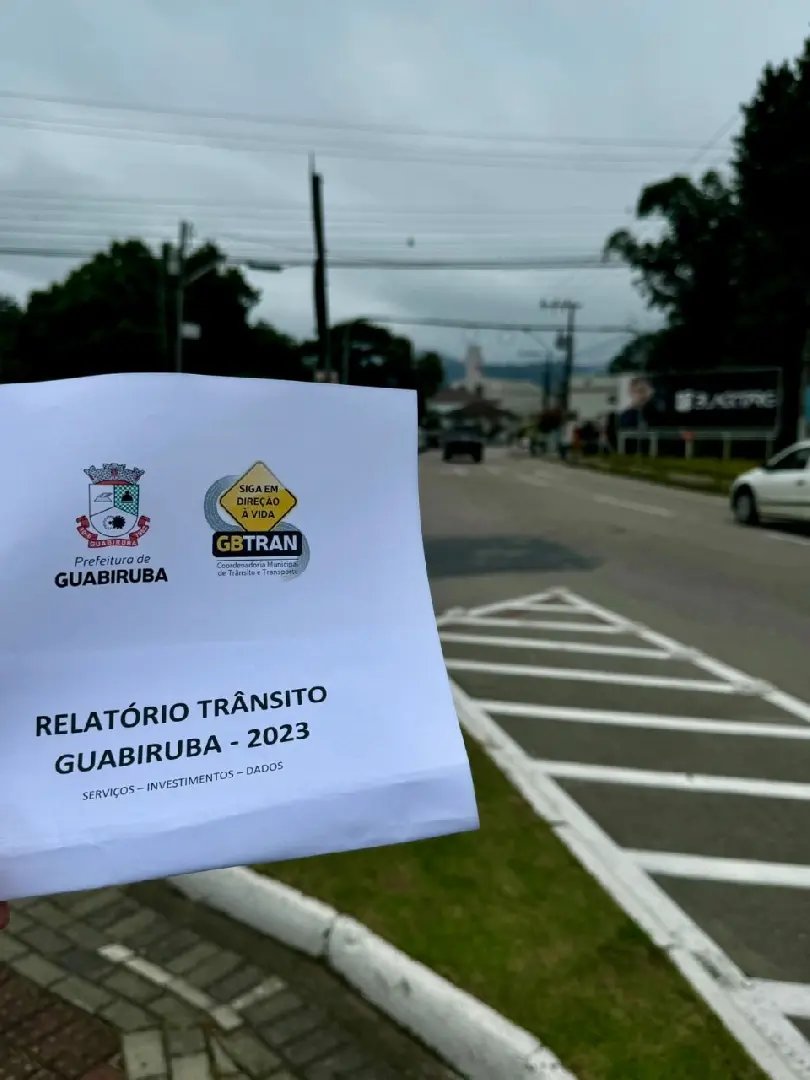 GUABIRUBA
Prefeitura de
GUABIRUBA
SIGA EM
DIREÇÃO
À VIDA
GBTRAN
Coordenadoria Municipal
de Trânsito e Transporte
RELATÓRIO TRÂNSITO
GUABIRUBA - 2023
SERVIÇOS – INVESTIMENTOS – DADOS